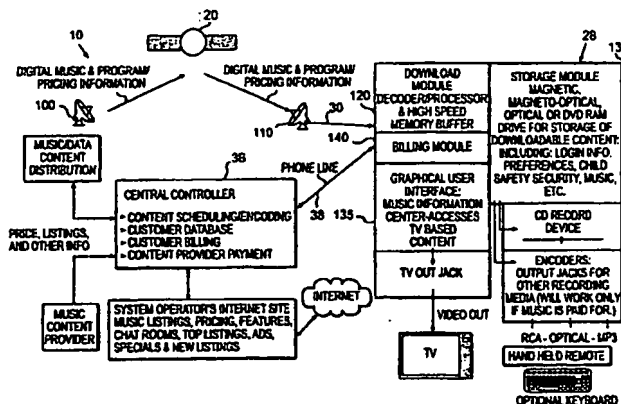 10
20
28
13
DIGITAL MUSIC & PROGRAM/
PRICING INFORMATION
DIGITAL MUSIC & PROGRAM/
PRICING INFORMATION
100
110
30
120
140
MUSIC/DATA
CONTENT
DISTRIBUTION
36
PHONE LINE
38
135
CENTRAL CONTROLLER
CONTENT SCHEDULING/ENCODING
CUSTOMER DATABASE
CUSTOMER BILLING
CONTENT PROVIDER PAYMENT
PRICE, LISTINGS,
AND OTHER INFO
MUSIC
CONTENT
PROVIDER
SYSTEM OPERATOR'S INTERNET SITE
MUSIC LISTINGS, PRICING, FEATURES,
CHAT ROOMS, TOP LISTINGS, ADS,
SPECIALS & NEW LISTINGS
INTERNET
DOWNLOAD
MODULE
DECODER/PROCESSOR
& HIGH SPEED
MEMORY BUFFER
BILLING MODULE
GRAPHICAL USER
INTERFACE:
MUSIC INFORMATION
CENTER-ACCESSES
TV BASED
CONTENT
TV OUT JACK
VIDEO OUT
TV
STORAGE MODULE
MAGNETIC,
MAGNETO-OPTICAL,
OPTICAL OR DVD RAM
DRIVE FOR STORAGE OF
DOWNLOADABLE CONTENT:
INCLUDING: LOGIN INFO.
PREFERENCES, CHILD
SAFETY SECURITY, MUSIC,
ETC.
CD RECORD
DEVICE
ENCODERS:
OUTPUT JACKS FOR
OTHER RECORDING
MEDIA (WILL WORK ONLY
IF MUSIC IS PAID FOR.)
RCA - OPTICAL - MP3
HAND HELD REMOTE
OPTIONAL KEYBOARD